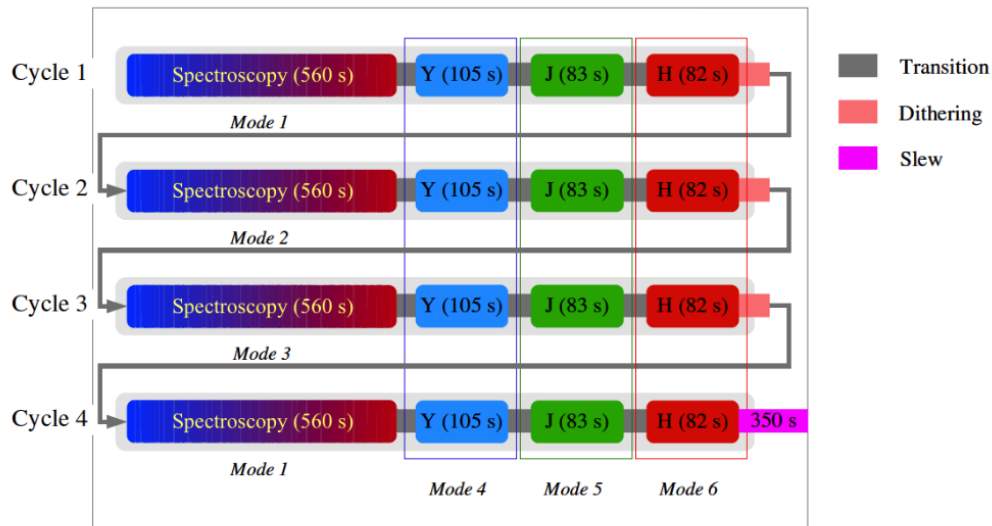 Cycle 1
Spectroscopy (560 s) Y (105 s) J (83 s) H (82 s)
Mode 1
Cycle 2
Spectroscopy (560 s) Y (105 s) J (83 s) H (82 s)
Mode 2
Cycle 3
Spectroscopy (560 s) Y (105 s) J (83 s) H (82 s)
Mode 3
Cycle 4
Spectroscopy (560 s) Y (105 s) J (83 s) H (82 s) 350 s
Mode 1
Mode 4 Mode 5 Mode 6
Transition
Dithering
Slew